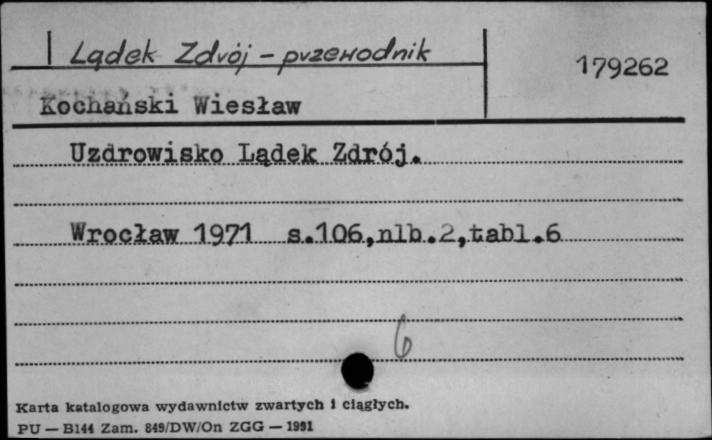 Lądek Zdrój - przewodnik
179262
Kochański Wiesław
Uzdrowisko Lądek Zdrój.
Wrocław 1971 s.106,nlb.2,tabl.6
6
Karta katalogowa wydawnictw zwartych i ciągłych.
PU — B144 Zam. 849/DW/On ZGG — 1991